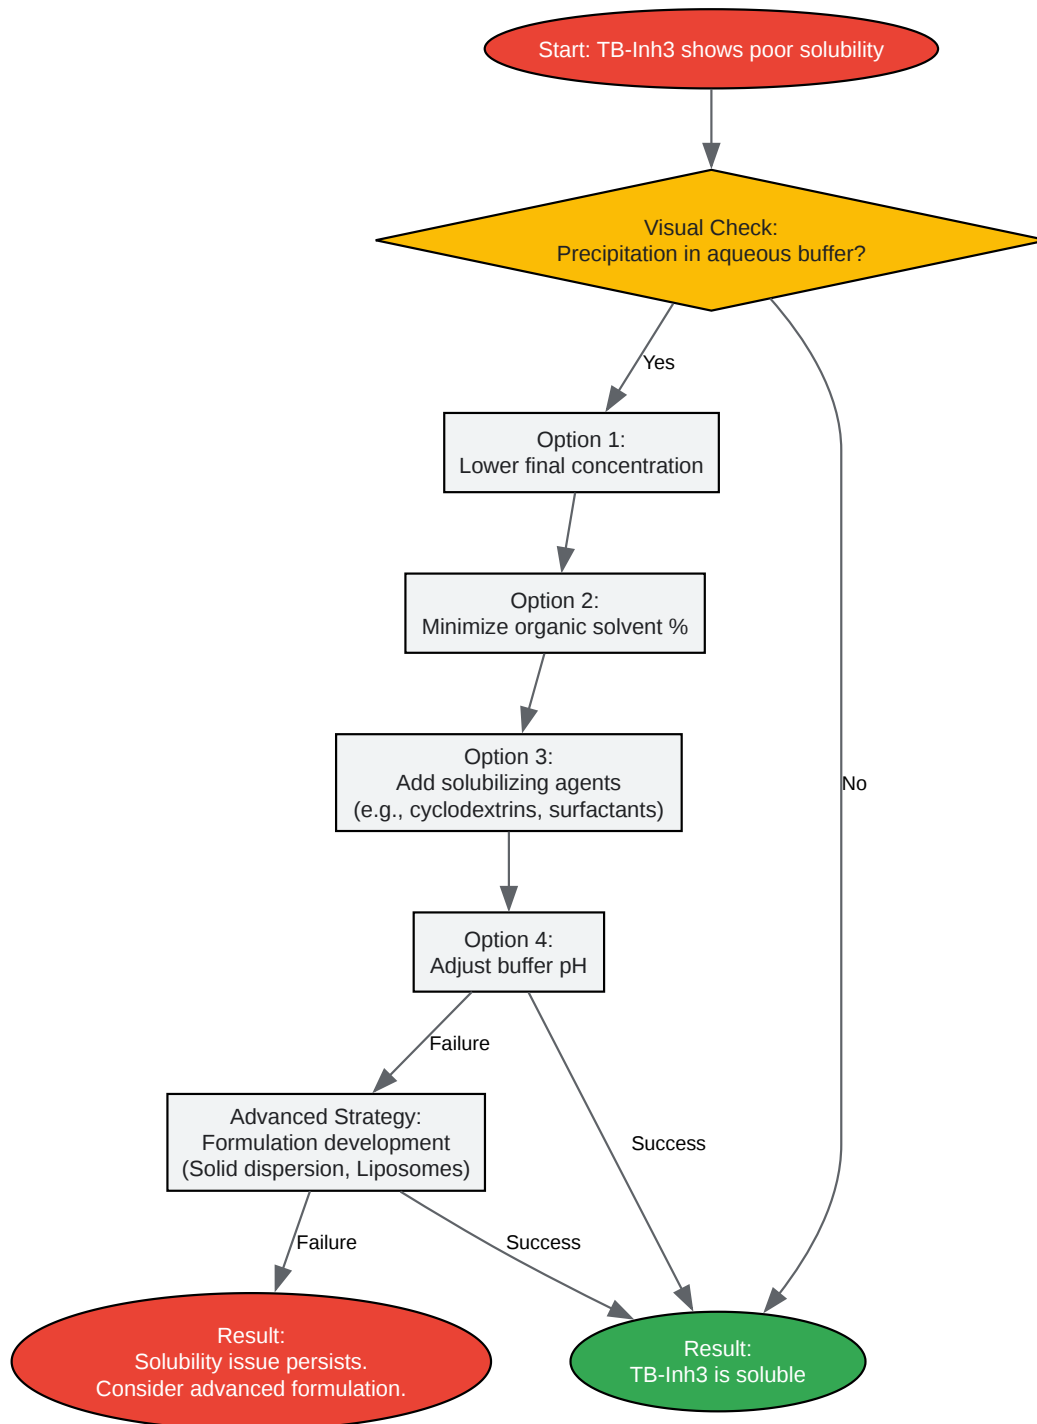 Start: TB-Inh3 shows poor solubility
Visual Check:
Precipitation in aqueous buffer?
Yes
Option 1:
Lower final concentration
Option 2:
Minimize organic solvent %
Option 3:
Add solubilizing agents
(e.g., cyclodextrins, surfactants)
No
Option 4:
Adjust buffer pH
Failure
Advanced Strategy:
Formulation development
(Solid dispersion, Liposomes)
Success
Failure
Success
Result:
Solubility issue persists.
Consider advanced formulation.
Result:
TB-Inh3 is soluble